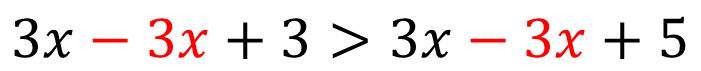 3x − 3x + 3 > 3x − 3x + 5